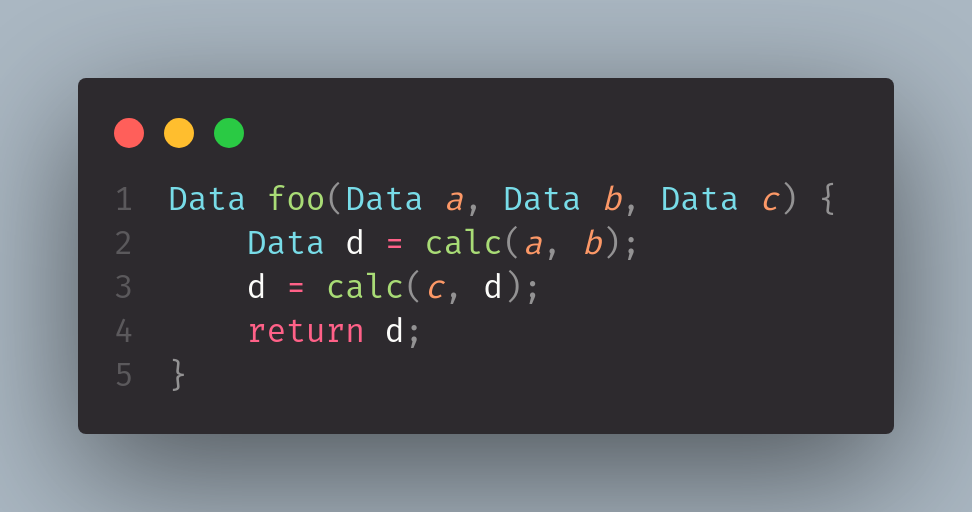 1 Data foo(Data a, Data b, Data c) {
2     Data d = calc(a, b);
3     d = calc(c, d);
4     return d;
5 }